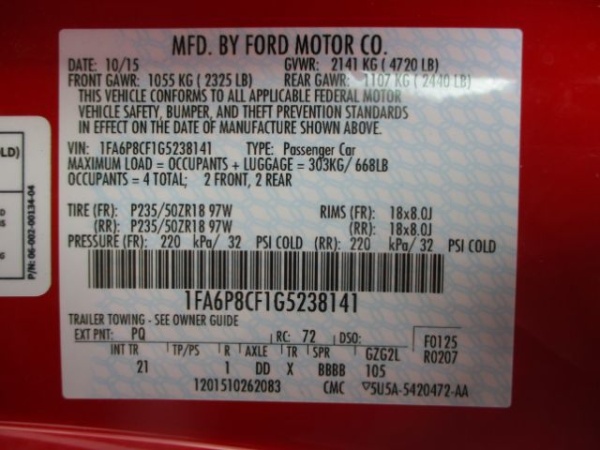 MFD. BY FORD MOTOR CO.
DATE: 10/15 GVWR: 2141 KG ( 4720 LB)
FRONT GAWR: 1055 KG ( 2325 LB) REAR GAWR: 1107 KG ( 2440 LB)
THIS VEHICLE CONFORMS TO ALL APPLICABLE FEDERAL MOTOR
VEHICLE SAFETY, BUMPER, AND THEFT PREVENTION STANDARDS
IN EFFECT ON THE DATE OF MANUFACTURE SHOWN ABOVE.
VIN: 1FA6P8CF1G5238141 TYPE: Passenger Car
MAXIMUM LOAD = OCCUPANTS + LUGGAGE = 303KG/ 668LB
OCCUPANTS = 4 TOTAL; 2 FRONT, 2 REAR
TIRE (FR): P235/50ZR18 97W RIMS (FR): 18x8.0J
(RR): P235/50ZR18 97W (RR): 18x8.0J
PRESSURE (FR): 220 kPa/ 32 PSI COLD (RR): 220 kPa/ 32 PSI COLD
1FA6P8CF1G5238141
TRAILER TOWING - SEE OWNER GUIDE
EXT PNT: PQ RC: 72 DSO: F0125
INT TR TP/PS R AXLE TR SPR GZG2L R0207
21 1 DD X BBBB 105
1201510262083 CMC 5U5A-5420472-AA
LD)
P/N: 06-002-00134-04